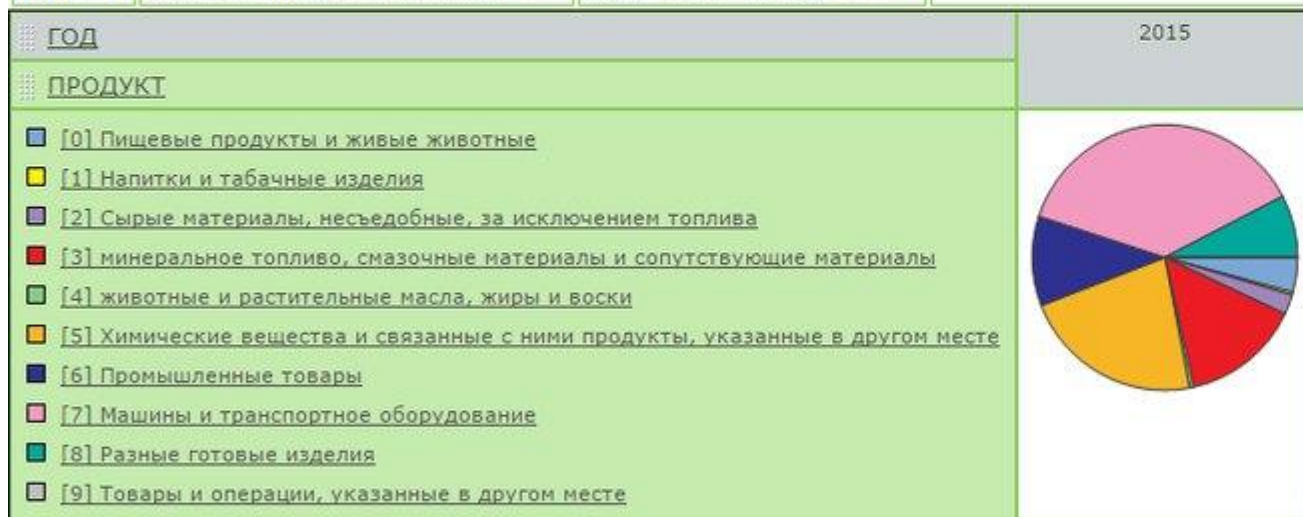 ГОД
2015
ПРОДУКТ
[0] Пищевые продукты и живые животные
[1] Напитки и табачные изделия
[2] Сырые материалы, несъедобные, за исключением топлива
[3] минеральное топливо, смазочные материалы и сопутствующие материалы
[4] животные и растительные масла, жиры и воски
[5] Химические вещества и связанные с ними продукты, указанные в другом месте
[6] Промышленные товары
[7] Машины и транспортное оборудование
[8] Разные готовые изделия
[9] Товары и операции, указанные в другом месте